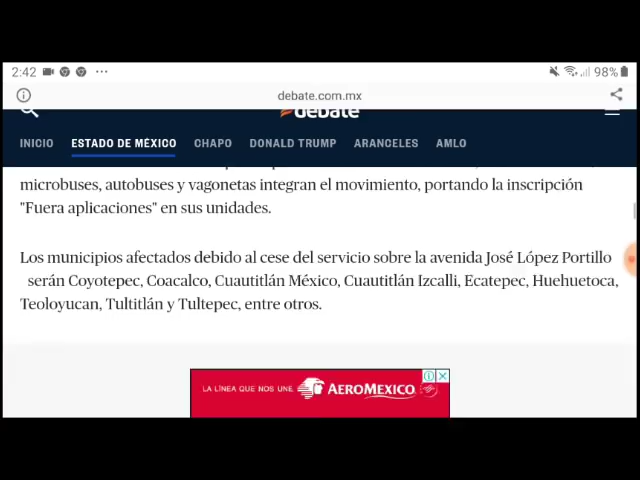 2:42 98%
debate.com.mx
debate
INICIO ESTADO DE MÉXICO CHAPO DONALD TRUMP ARANCELES AMLO
microbuses, autobuses y vagonetas integran el movimiento, portando la inscripción
"Fuera aplicaciones" en sus unidades.
Los municipios afectados debido al cese del servicio sobre la avenida José López Portillo
serán Coyotepec, Coacalco, Cuautitlán México, Cuautitlán Izcalli, Ecatepec, Huehuetoca,
Teoloyucan, Tultitlán y Tultepec, entre otros.
LA LÍNEA QUE NOS UNE AEROMEXICO